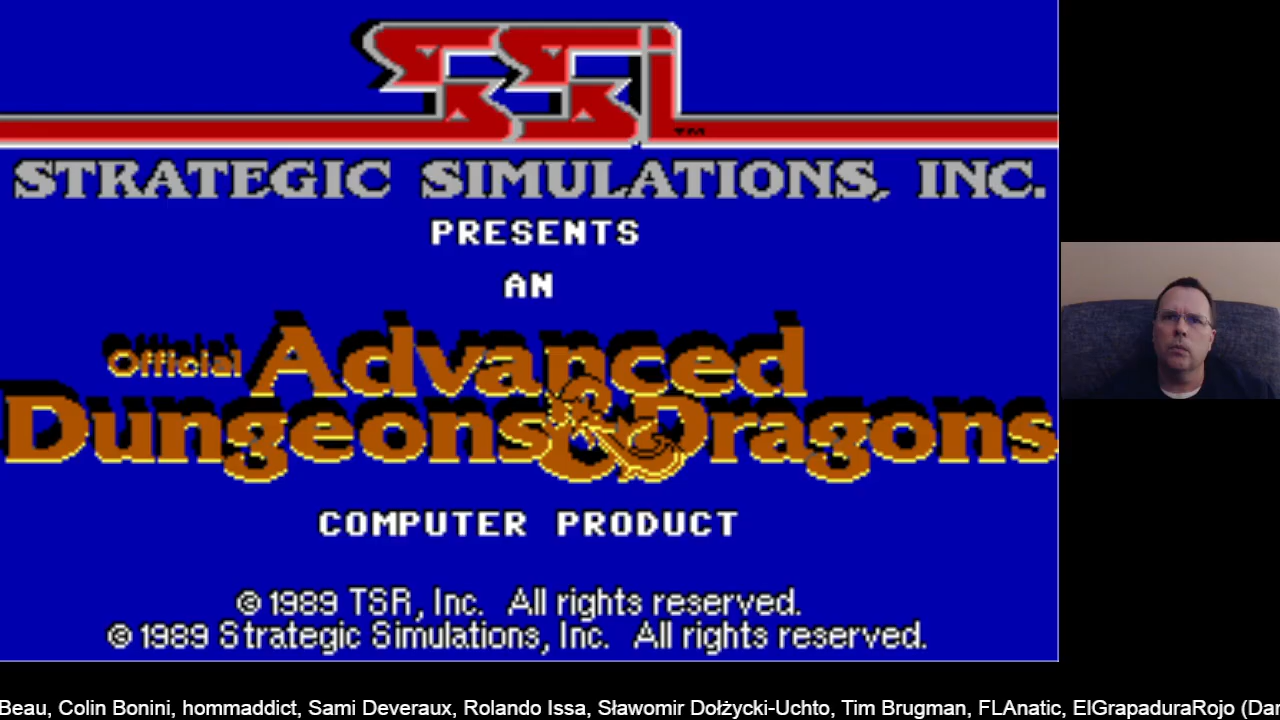 SSI
TM
STRATEGIC SIMULATIONS, INC.
PRESENTS
AN
Official Advanced
Dungeons & Dragons
COMPUTER PRODUCT
© 1989 TSR, Inc. All rights reserved.
© 1989 Strategic Simulations, Inc. All rights reserved.
Beau, Colin Bonini, hommaddict, Sami Deveraux, Rolando Issa, Sławomir Dołżycki-Uchto, Tim Brugman, FLAnatic, ElGrapaduraRojo (Dar